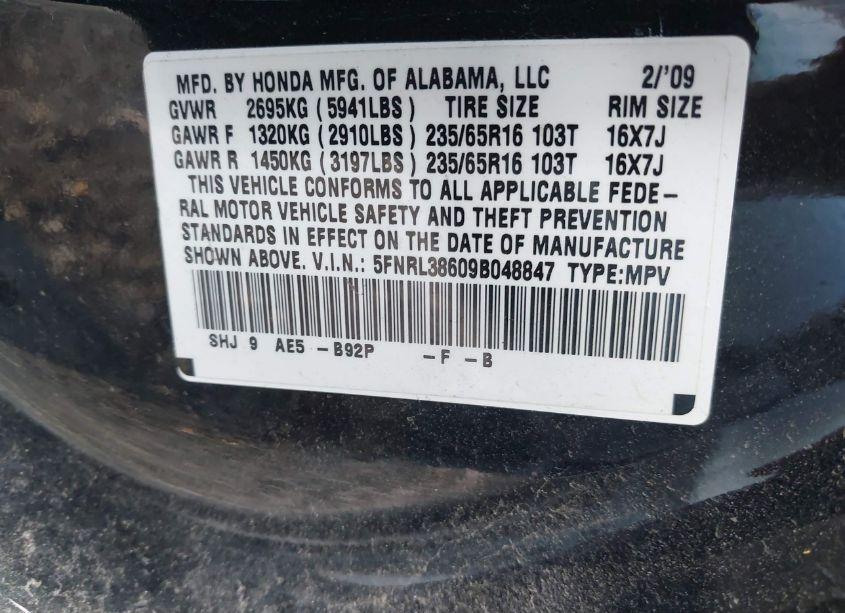 MFD. BY HONDA MFG. OF ALABAMA, LLC 2/'09
GVWR 2695KG (5941LBS) TIRE SIZE RIM SIZE
GAWR F 1320KG (2910LBS) 235/65R16 103T 16X7J
GAWR R 1450KG (3197LBS) 235/65R16 103T 16X7J
THIS VEHICLE CONFORMS TO ALL APPLICABLE FEDE-
RAL MOTOR VEHICLE SAFETY AND THEFT PREVENTION
STANDARDS IN EFFECT ON THE DATE OF MANUFACTURE
SHOWN ABOVE. V.I.N.: 5FNRL38609B048847 TYPE:MPV
SHJ 9 AE5 -B92P -F -B